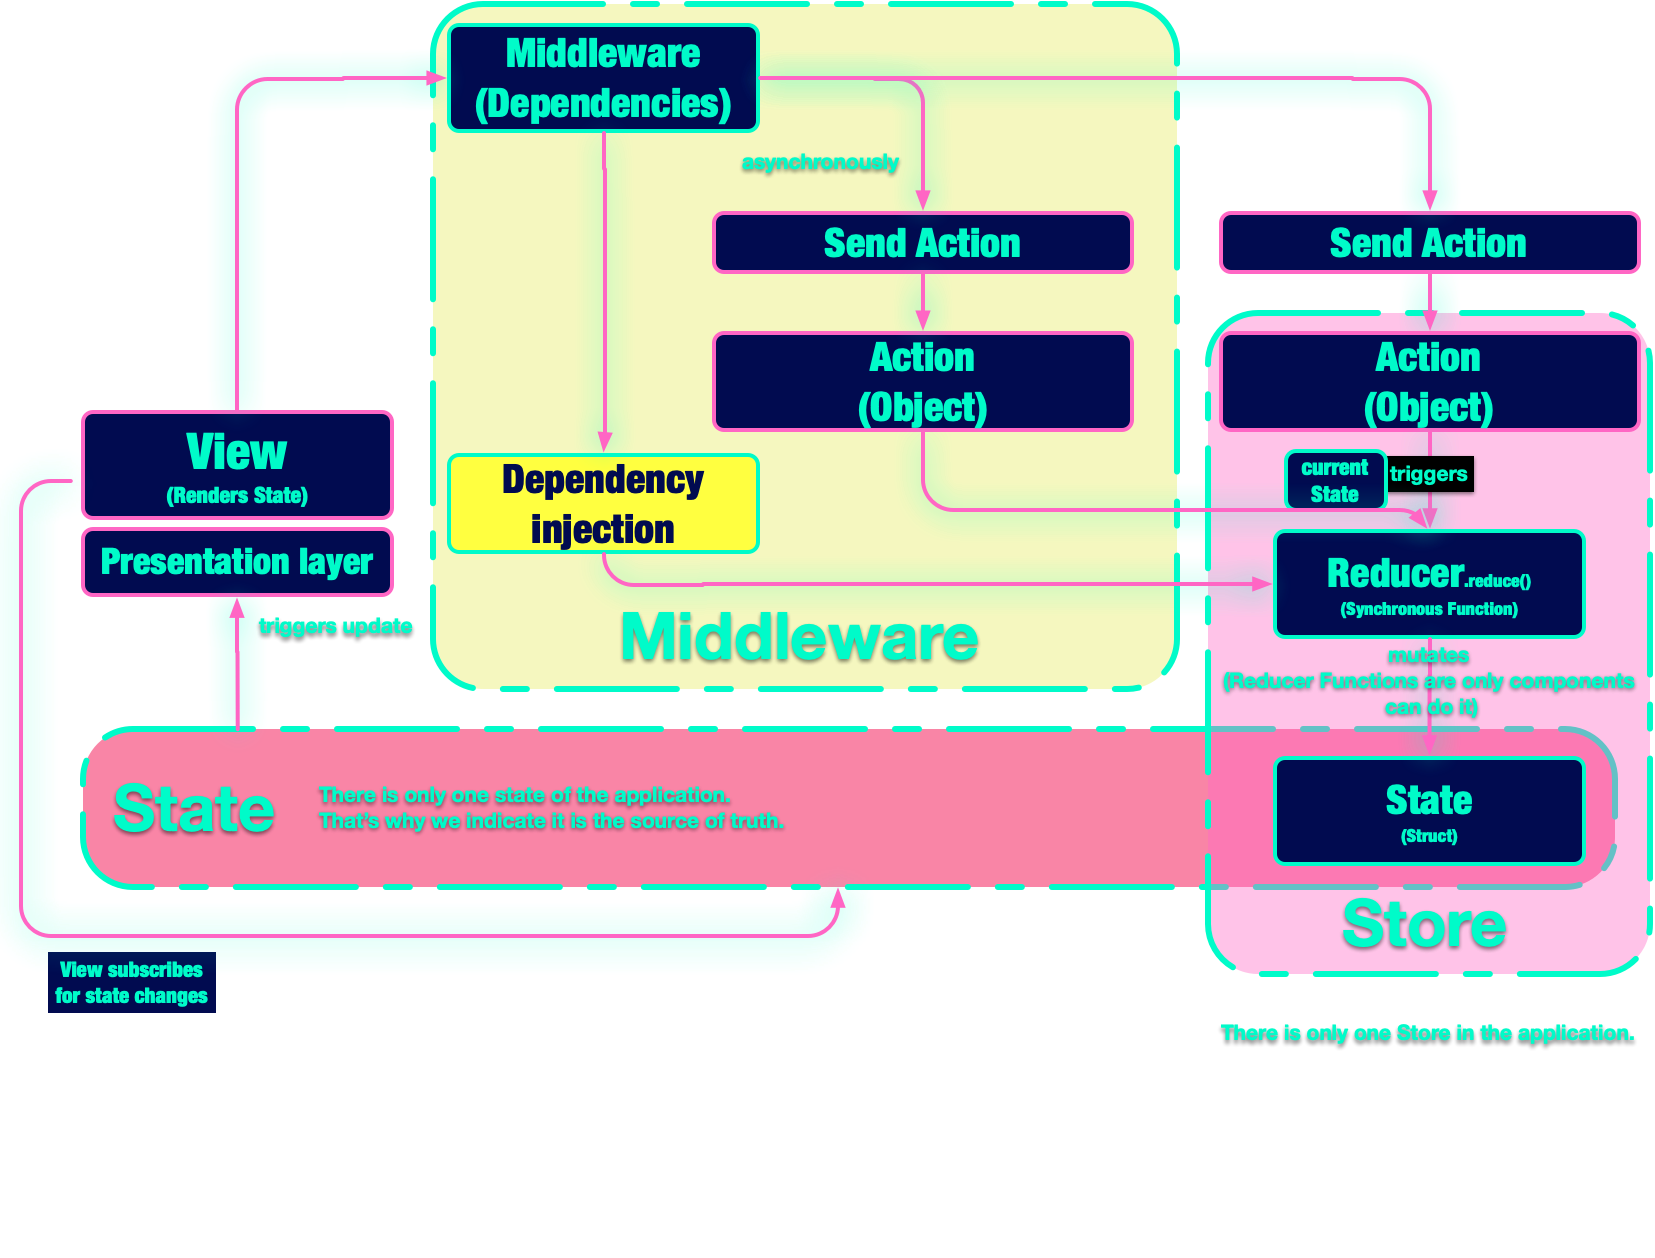 Middleware
(Dependencies)
asynchronously
Send Action
Send Action
Action
(Object)
Action
(Object)
View
(Renders State)
Presentation layer
triggers update
Dependency
injection
Middleware
current
State
triggers
Reducer.reduce()
(Synchronous Function)
mutates
(Reducer Functions are only components
can do it)
State
There is only one state of the application.
That's why we indicate it is the source of truth.
State
(Struct)
Store
View subscribes
for state changes
There is only one Store in the application.